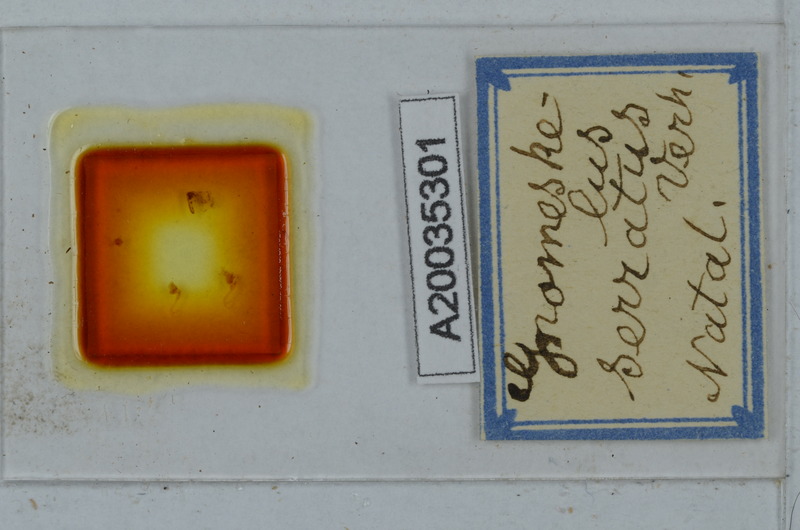 A20035301
Gnomeske-
lus
serratus
Verh.
Natal.